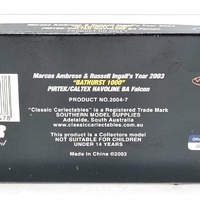 Marcos Ambrose & Russell Ingall's Year 2003
"BATHURST 1000"
PIRTEK/CALTEX HAVOLINE BA Falcon
PRODUCT NO.2004-7
"Classic Carlectables" is a Registered Trade Mark
SOUTHERN MODEL SUPPLIES
Adelaide, South Australia
www.classiccarlectables.com
This product is a Collectors model
NOT SUITABLE FOR CHILDREN
UNDER 14 YEARS
Made in China ©2003